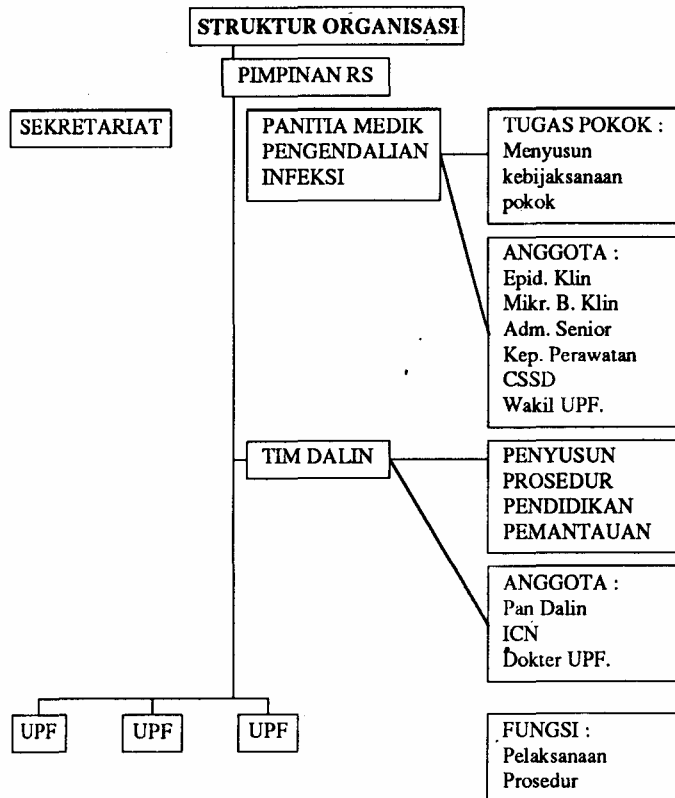 STRUKTUR ORGANISASI
PIMPINAN RS
SEKRETARIAT
PANITIA MEDIK
PENGENDALIAN
INFEKSI
TUGAS POKOK :
Menyusun
kebijaksanaan
pokok
ANGGOTA :
Epid. Klin
Mikr. B. Klin
Adm. Senior
Kep. Perawatan
CSSD
Wakil UPF.
TIM DALIN
PENYUSUN
PROSEDUR
PENDIDIKAN
PEMANTAUAN
ANGGOTA :
Pan Dalin
ICN
Dokter UPF.
UPF
UPF
UPF
FUNGSI :
Pelaksanaan
Prosedur